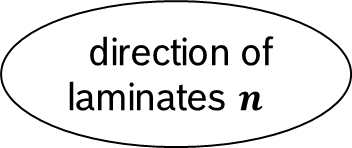 direction of
laminates n